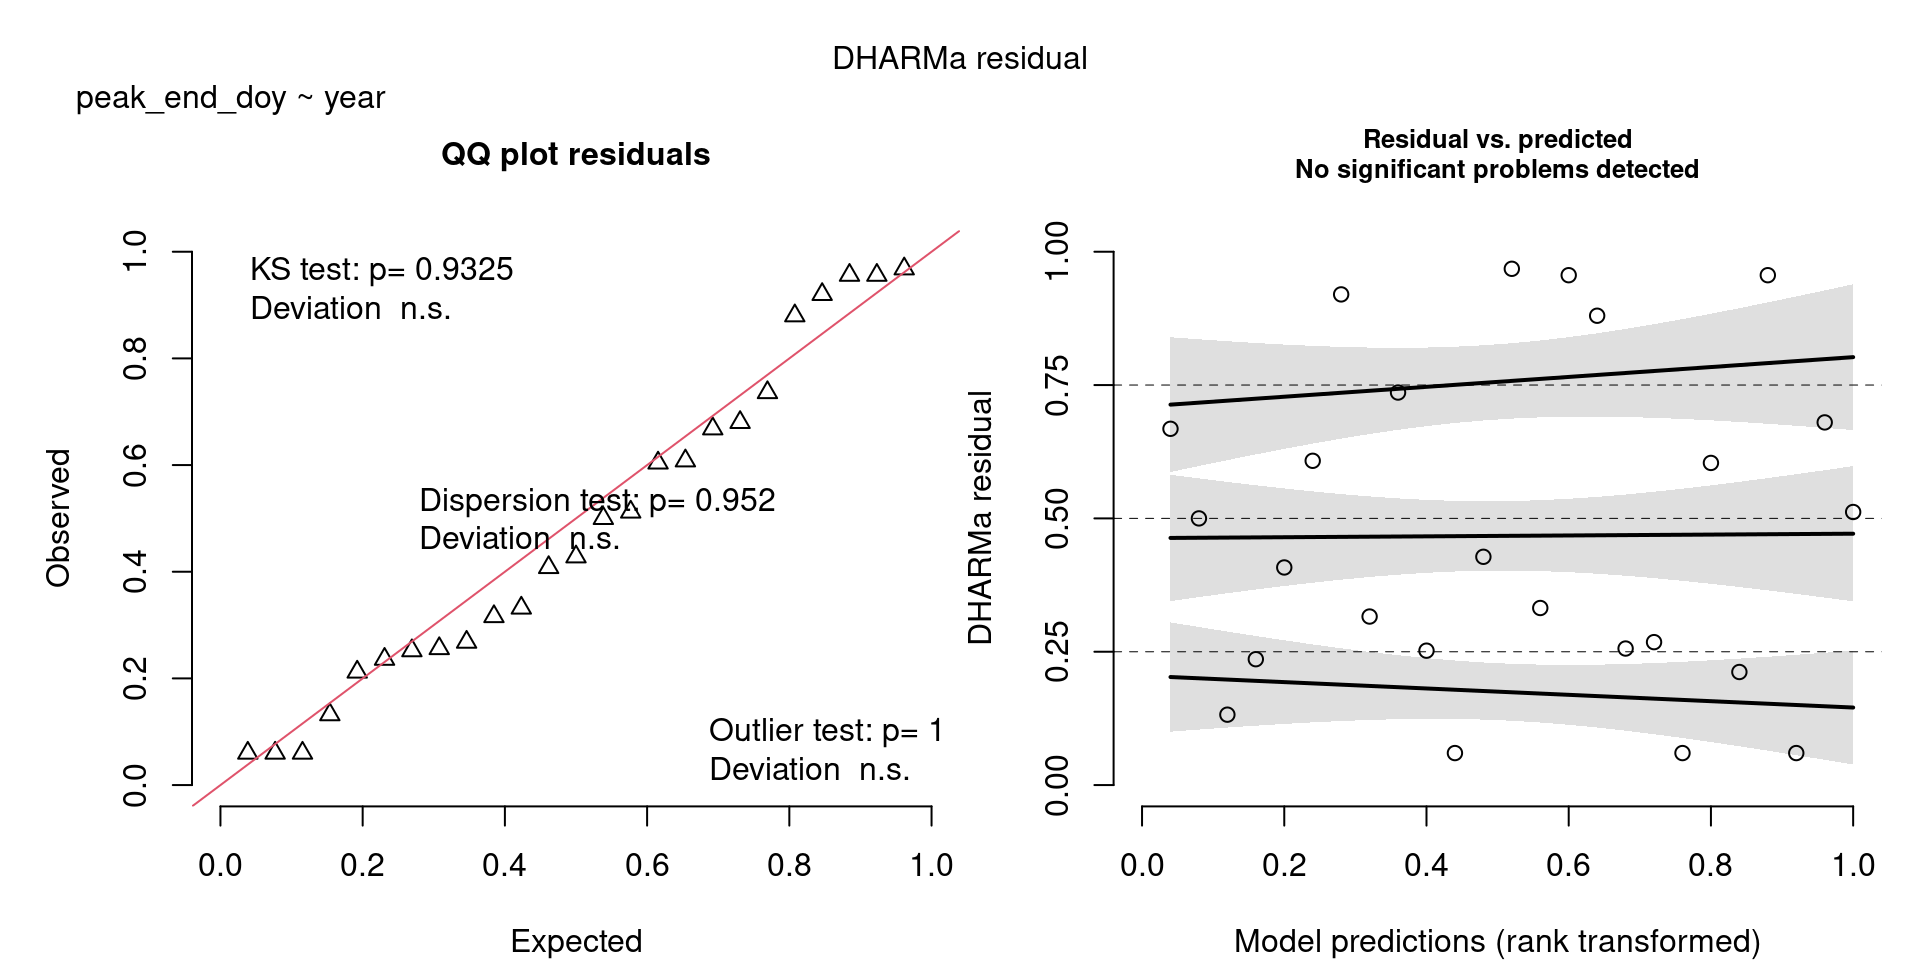 DHARMa residual
peak_end_doy ~ year
QQ plot residuals
KS test: p= 0.9325
Deviation  n.s.
Dispersion test: p= 0.952
Deviation  n.s.
Outlier test: p= 1
Deviation  n.s.
Observed
0.0 0.2 0.4 0.6 0.8 1.0
0.0 0.2 0.4 0.6 0.8 1.0
Expected
Residual vs. predicted
No significant problems detected
DHARMa residual
0.00 0.25 0.50 0.75 1.00
0.0 0.2 0.4 0.6 0.8 1.0
Model predictions (rank transformed)